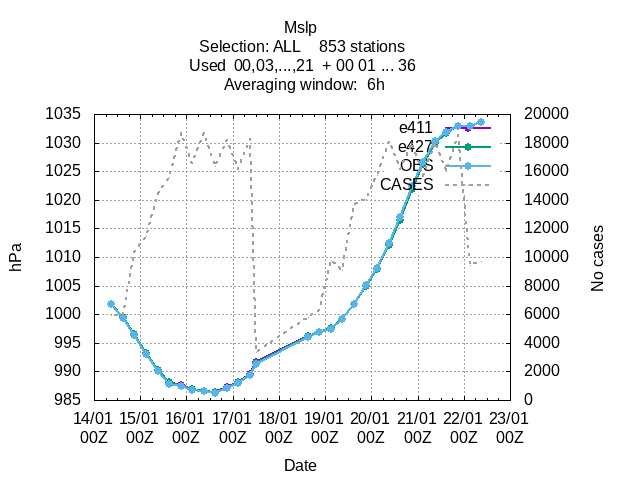 Mslp
Selection: ALL    853 stations
Used  00,03,...,21  + 00 01 ... 36
Averaging window:  6h
1035 20000
1030 18000
1025 16000
1020 14000
1015 12000
1010 10000
1005 8000
1000 6000
995 4000
990 2000
985 0
e411
e427
OBS
CASES
hPa
No cases
14/01 15/01 16/01 17/01 18/01 19/01 20/01 21/01 22/01 23/01
00Z 00Z 00Z 00Z 00Z 00Z 00Z 00Z 00Z 00Z
Date